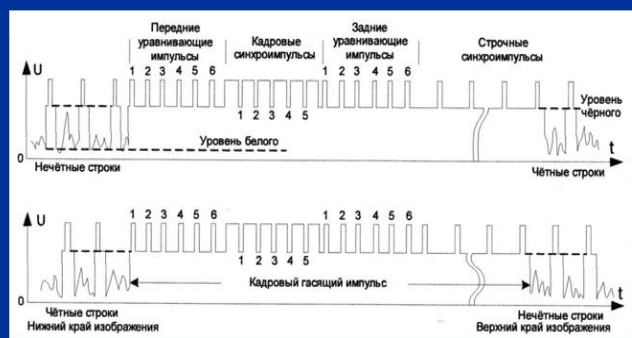 Передние
уравнивающие
импульсы
Кадровые
синхроимпульсы
Задние
уравнивающие
импульсы
Строчные
синхроимпульсы
U
1 2 3 4 5 6
1 2 3 4 5 6
1 2 3 4 5
Уровень
чёрного
Уровень белого
0
t
Нечётные строки
Чётные строки
U
1 2 3 4 5 6
1 2 3 4 5 6
1 2 3 4 5
Кадровый гасящий импульс
0
t
Чётные строки
Нижний край изображения
Нечётные строки
Верхний край изображения